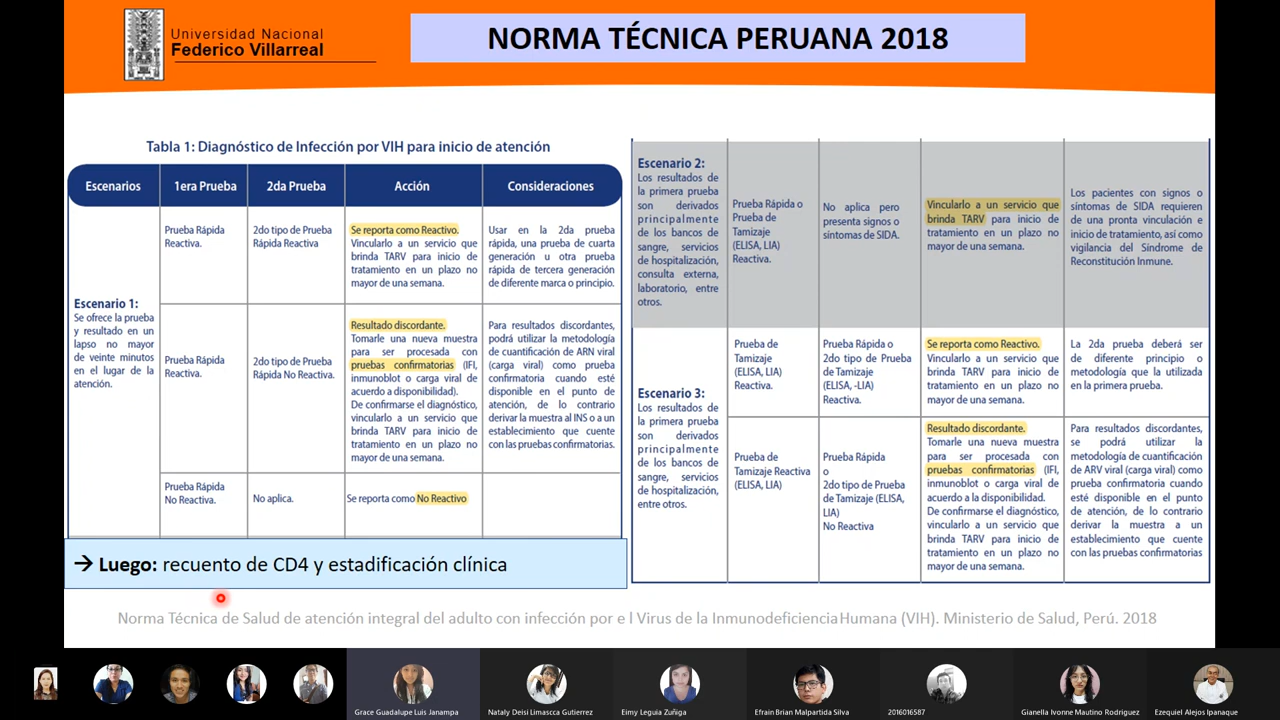 Universidad Nacional
Federico Villarreal
NORMA TÉCNICA PERUANA 2018
Tabla 1: Diagnóstico de Infección por VIH para inicio de atención
Escenarios
1era Prueba
2da Prueba
Acción
Consideraciones
Escenario 1:
Se ofrece la prueba
y resultado en un
lapso no mayor
de veinte minutos
en el lugar de la
atención.
Prueba Rápida
Reactiva.
2do tipo de Prueba
Rápida Reactiva
Se reporta como Reactivo.
Vincularlo a un servicio que
brinda TARV para inicio de
tratamiento en un plazo no
mayor de una semana.
Usar en la 2da prueba
rápida, una prueba de cuarta
generación u otra prueba
rápida de tercera generación
de diferente marca o principio.
Prueba Rápida
Reactiva.
2do tipo de Prueba
Rápida No Reactiva.
Resultado discordante.
Tomarle una nueva muestra
para ser procesada con
pruebas confirmatorias (IFI,
inmunoblot o carga viral de
acuerdo a disponibilidad).
De confirmarse el diagnóstico,
vincularlo a un servicio que
brinda TARV para inicio de
tratamiento en un plazo no
mayor de una semana.
Para resultados discordantes,
podrá utilizar la metodología
de cuantificación de ARN viral
(carga viral) como prueba
confirmatoria cuando esté
disponible en el punto de
atención, de lo contrario
derivar la muestra al INS o a un
establecimiento que cuente
con las pruebas confirmatorias.
Prueba Rápida
No Reactiva.
No aplica.
Se reporta como No Reactivo
→ Luego: recuento de CD4 y estadificación clínica
Escenario 2:
Los resultados de
la primera prueba
son derivados
principalmente
de los bancos de
sangre, servicios
de hospitalización,
consulta externa,
laboratorio, entre
otros.
Prueba Rápida o
Prueba de
Tamizaje
(ELISA, LIA)
Reactiva.
No aplica pero
presenta signos o
síntomas de SIDA.
Vincularlo a un servicio que
brinda TARV para inicio de
tratamiento en un plazo no
mayor de una semana.
Los pacientes con signos o
síntomas de SIDA requieren
de una pronta vinculación e
inicio de tratamiento, así como
vigilancia del Síndrome de
Reconstitución Inmune.
Escenario 3:
Los resultados de
la primera prueba
son derivados
principalmente
de los bancos de
sangre, servicios
de hospitalización,
entre otros.
Prueba de
Tamizaje
(ELISA, LIA)
Reactiva.
Prueba Rápida o
2do tipo de Prueba
de Tamizaje
(ELISA, -LIA)
Reactiva.
Se reporta como Reactivo.
Vincularlo a un servicio que
brinda TARV para inicio de
tratamiento en un plazo no
mayor de una semana.
La 2da prueba deberá ser
de diferente principio o
metodología que la utilizada
en la primera prueba.
Prueba de
Tamizaje Reactiva
(ELISA, LIA)
Prueba Rápida
o
2do tipo de Prueba
de Tamizaje (ELISA,
LIA)
No Reactiva
Resultado discordante.
Tomarle una nueva muestra
para ser procesada con
pruebas confirmatorias (IFI,
inmunoblot o carga viral de
acuerdo a la disponibilidad).
De confirmarse el diagnóstico,
vincularlo a un servicio que
brinda TARV para inicio de
tratamiento en un plazo no
mayor de una semana.
Para resultados discordantes,
se podrá utilizar la
metodología de cuantificación
de ARV viral (carga viral) como
prueba confirmatoria cuando
esté disponible en el punto
de atención, de lo contrario
derivar la muestra a un
establecimiento que cuente
con las pruebas confirmatorias
Norma Técnica de Salud de atención integral del adulto con infección por e l Virus de la Inmunodeficiencia Humana (VIH). Ministerio de Salud, Perú. 2018
Grace Guadalupe Luis Janampa
Nataly Deisi Limascca Gutierrez
Eimy Leguia Zuñiga
Efrain Brian Malpartida Silva
2016016587
Gianella Ivonne Mautino Rodriguez
Ezequiel Alejos Ipanaque